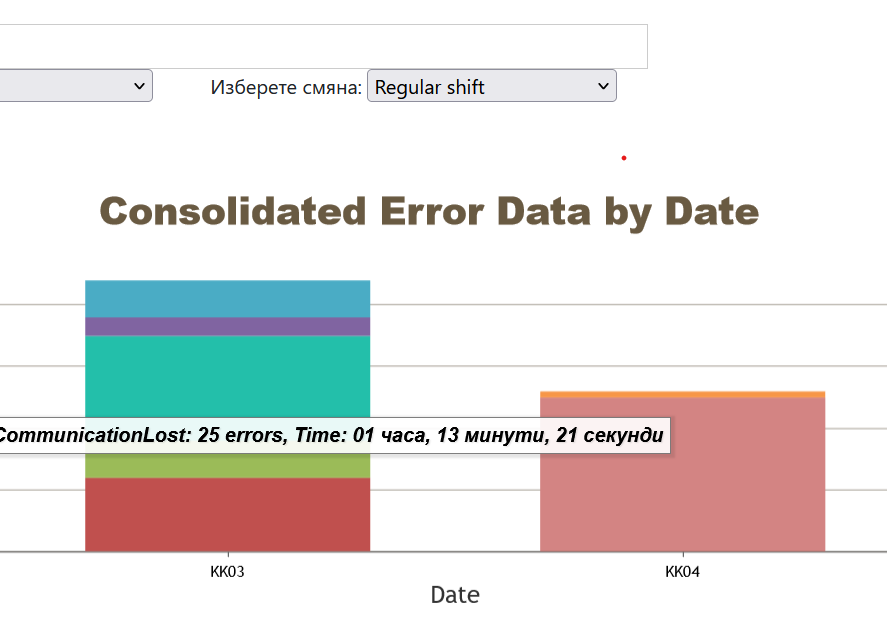 Изберете смяна: Regular shift
Consolidated Error Data by Date
CommunicationLost: 25 errors, Time: 01 часа, 13 минути, 21 секунди
KK03
KK04
Date